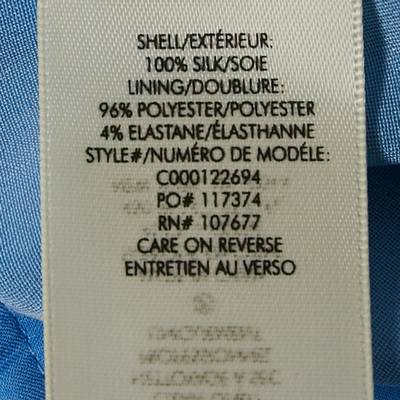 SHELL/EXTÉRIEUR:
100% SILK/SOIE
LINING/DOUBLURE:
96% POLYESTER/POLYESTER
4% ELASTANE/ÉLASTHANNE
STYLE#/NUMÉRO DE MODÉLE:
C000122694
PO# 117374
RN# 107677
CARE ON REVERSE
ENTRETIEN AU VERSO